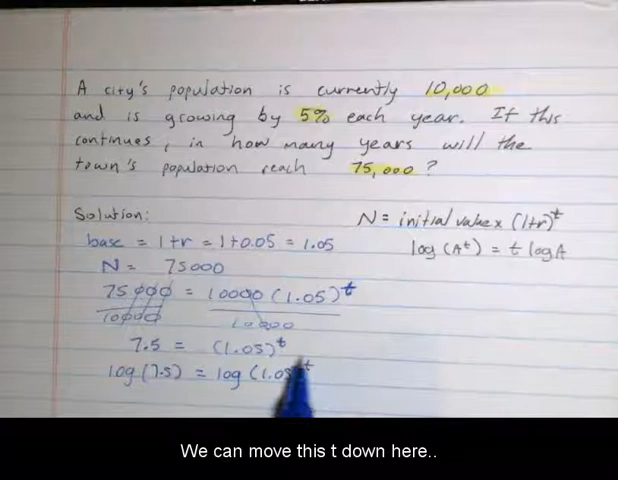 A city's population is currently 10,000
and is growing by 5% each year. If this
continues, in how many years will the
town's population reach 75,000?
Solution:
N = initial value x (1+r)^t
base = 1+r = 1+0.05 = 1.05
log (A^t) = t log A
N = 75000
75000 = 10000 (1.05)^t
10000 10000
7.5 = (1.05)^t
log (7.5) = log (1.05)^t
We can move this t down here..